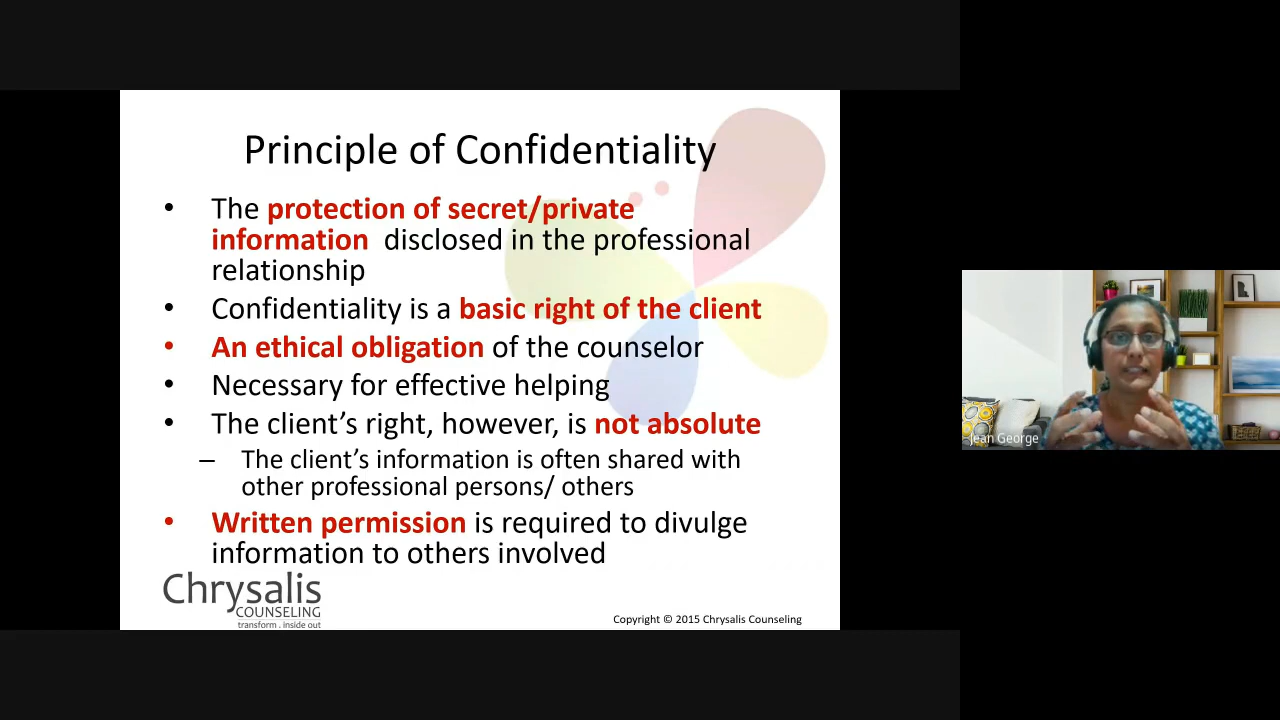 Principle of Confidentiality
• The protection of secret/private
information disclosed in the professional
relationship
• Confidentiality is a basic right of the client
• An ethical obligation of the counselor
• Necessary for effective helping
• The client’s right, however, is not absolute
– The client’s information is often shared with
other professional persons/ others
• Written permission is required to divulge
information to others involved
Chrysalis
COUNSELING
transform . inside out
Copyright © 2015 Chrysalis Counseling
Jean George